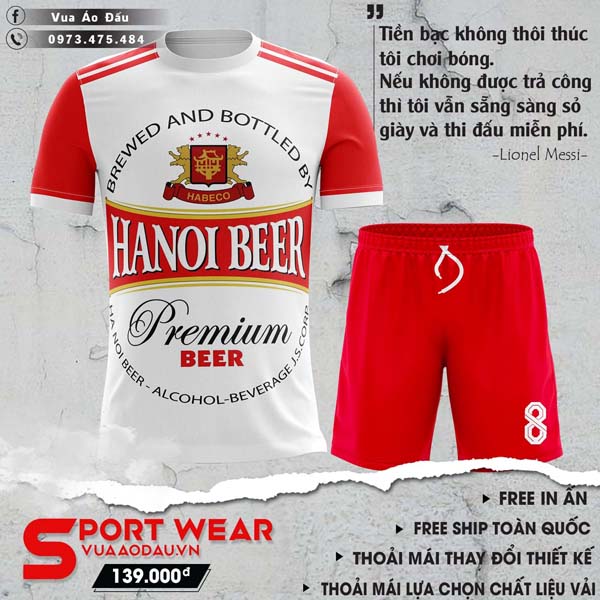 Vua Áo Đấu
0973.475.484
Tiền bạc không thôi thúc
tôi chơi bóng.
Nếu không được trả công
thì tôi vẫn sẵng sàng sỏ
giày và thi đấu miễn phí.
-Lionel Messi-
BREWED AND BOTTLED BY
HABECO
HANOI BEER
Premium
BEER
HA NOI BEER - ALCOHOL-BEVERAGE J.S.CORP
8
SPORT WEAR
VUAAODAU.VN
139.000đ
FREE IN ẤN
FREE SHIP TOÀN QUỐC
THOẢI MÁI THAY ĐỔI THIẾT KẾ
THOẢI MÁI LỰA CHỌN CHẤT LIỆU VẢI